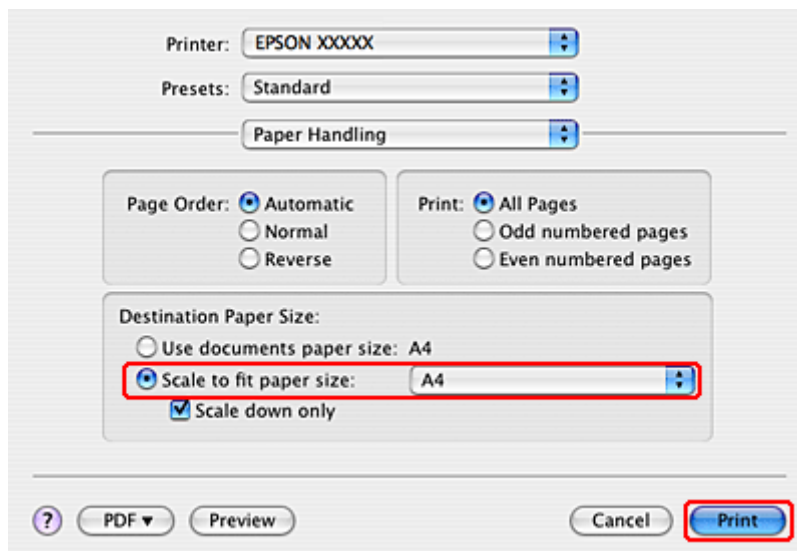 Printer: EPSON XXXXX
Presets: Standard
Paper Handling
Page Order: Automatic
Normal
Reverse
Print: All Pages
Odd numbered pages
Even numbered pages
Destination Paper Size:
Use documents paper size: A4
Scale to fit paper size: A4
Scale down only
? PDF Preview Cancel Print